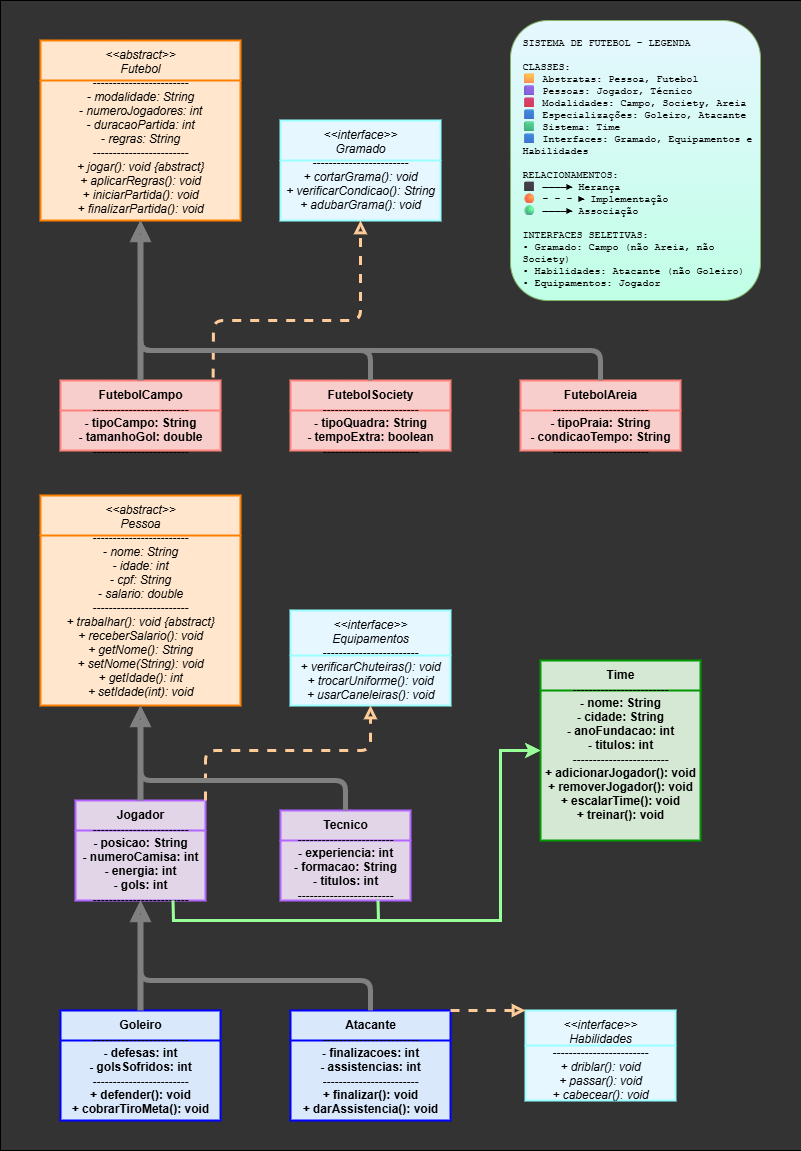 <<abstract>>
Futebol
------------------------
- modalidade: String
- numeroJogadores: int
- duracaoPartida: int
- regras: String
------------------------
+ jogar(): void {abstract}
+ aplicarRegras(): void
+ iniciarPartida(): void
+ finalizarPartida(): void
<<interface>>
Gramado
------------------------
+ cortarGrama(): void
+ verificarCondicao(): String
+ adubarGrama(): void
SISTEMA DE FUTEBOL - LEGENDA
CLASSES:
🟧 Abstratas: Pessoa, Futebol
🟪 Pessoas: Jogador, Técnico
🟥 Modalidades: Campo, Society, Areia
🟦 Especializações: Goleiro, Atacante
🟩 Sistema: Time
🟦 Interfaces: Gramado, Equipamentos e
Habilidades
RELACIONAMENTOS:
⬛ ────▶ Herança
🟠 - - - ▶ Implementação
🟢 ────▶ Associação
INTERFACES SELETIVAS:
• Gramado: Campo (não Areia, não
Society)
• Habilidades: Atacante (não Goleiro)
• Equipamentos: Jogador
FutebolCampo
------------------------
- tipoCampo: String
- tamanhoGol: double
------------------------
FutebolSociety
------------------------
- tipoQuadra: String
- tempoExtra: boolean
------------------------
FutebolAreia
------------------------
- tipoPraia: String
- condicaoTempo: String
------------------------
<<abstract>>
Pessoa
------------------------
- nome: String
- idade: int
- cpf: String
- salario: double
------------------------
+ trabalhar(): void {abstract}
+ receberSalario(): void
+ getNome(): String
+ setNome(String): void
+ getIdade(): int
+ setIdade(int): void
<<interface>>
Equipamentos
------------------------
+ verificarChuteiras(): void
+ trocarUniforme(): void
+ usarCaneleiras(): void
Time
------------------------
- nome: String
- cidade: String
- anoFundacao: int
- titulos: int
------------------------
+ adicionarJogador(): void
+ removerJogador(): void
+ escalarTime(): void
+ treinar(): void
Jogador
------------------------
- posicao: String
- numeroCamisa: int
- energia: int
- gols: int
------------------------
Tecnico
------------------------
- experiencia: int
- formacao: String
- titulos: int
------------------------
Goleiro
------------------------
- defesas: int
- golsSofridos: int
------------------------
+ defender(): void
+ cobrarTiroMeta(): void
Atacante
------------------------
- finalizacoes: int
- assistencias: int
------------------------
+ finalizar(): void
+ darAssistencia(): void
<<interface>>
Habilidades
------------------------
+ driblar(): void
+ passar(): void
+ cabecear(): void